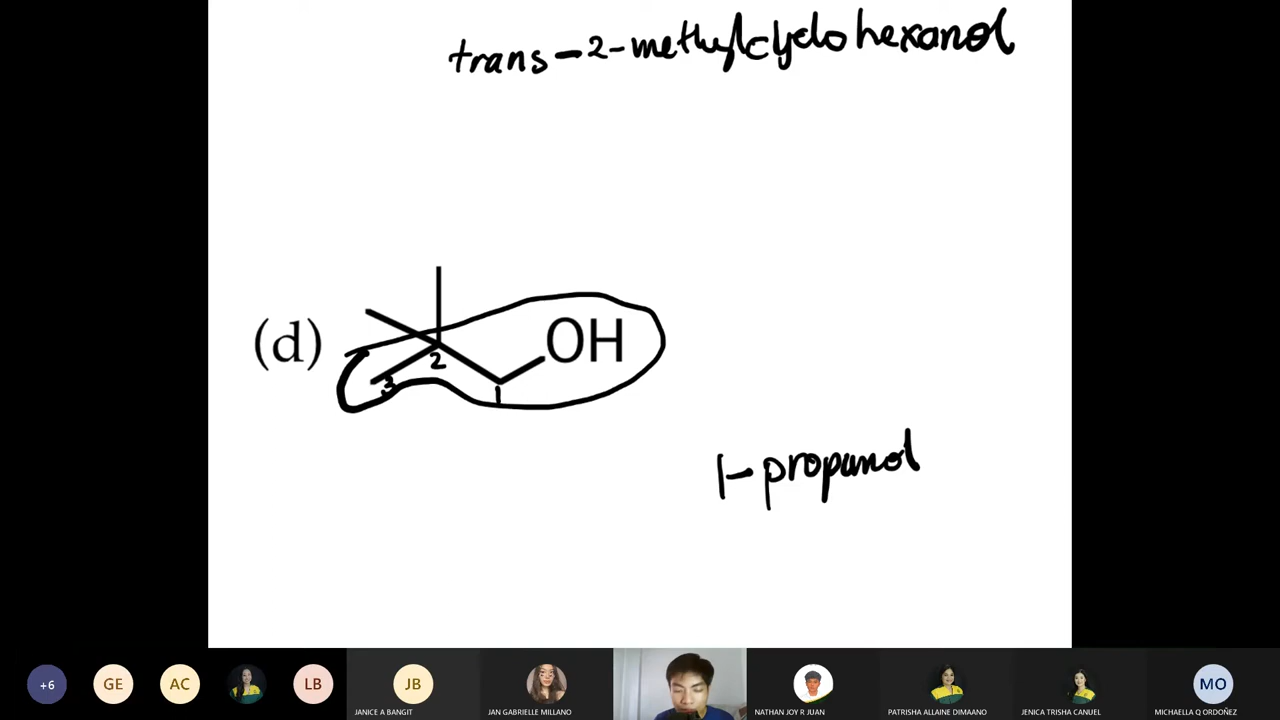 trans-2-methylcyclohexanol
(d)
OH
2
3
1
1-propanol
+6
GE
AC
LB
JB
MO
JANICE A BANGIT
JAN GABRIELLE MILLANO
NATHAN JOY R JUAN
PATRISHA ALLAINE DIMAANO
JENICA TRISHA CANUEL
MICHAELLA Q ORDOÑEZ